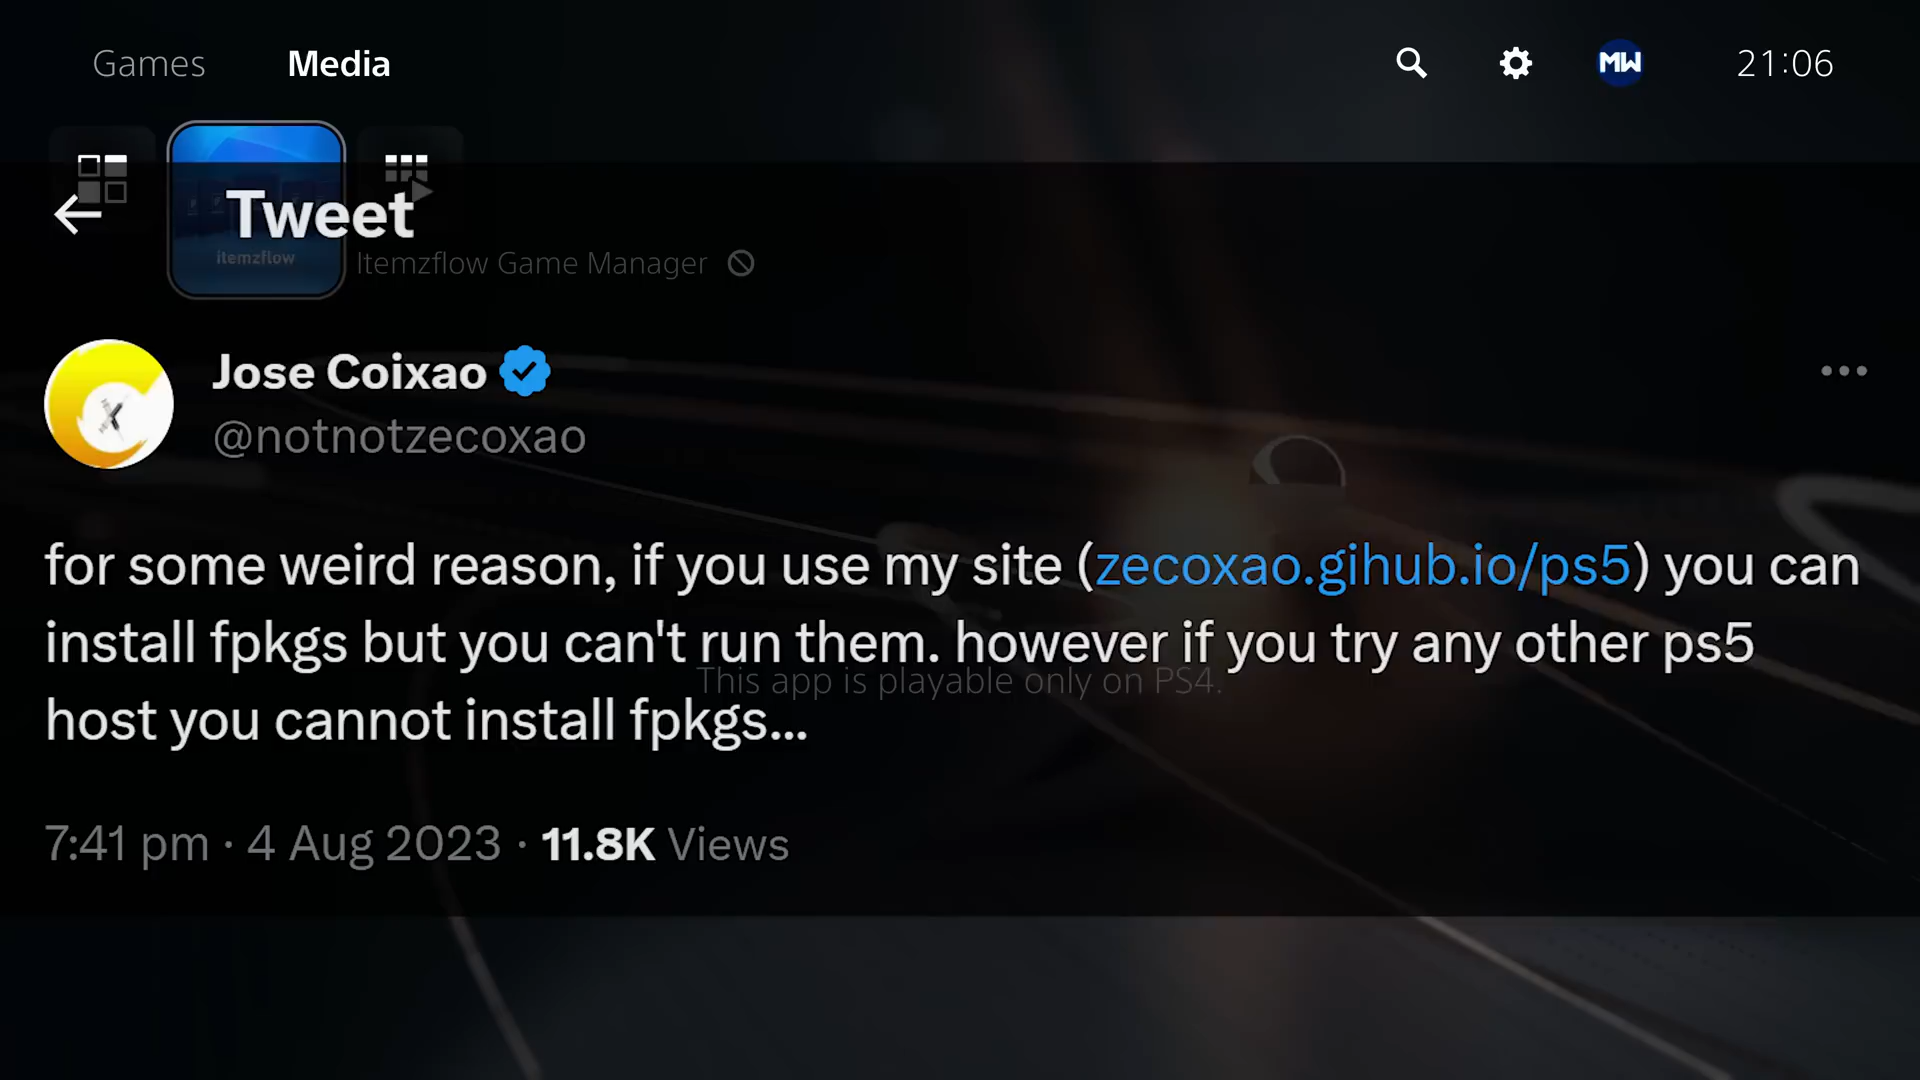 Games Media 21:06
MW
Tweet
itemzflow Itemzflow Game Manager
Jose Coixao
@notnotzecoxao
for some weird reason, if you use my site (zecoxao.gihub.io/ps5) you can
install fpkgs but you can't run them. however if you try any other ps5
This app is playable only on PS4.
host you cannot install fpkgs...
7:41 pm · 4 Aug 2023 · 11.8K Views